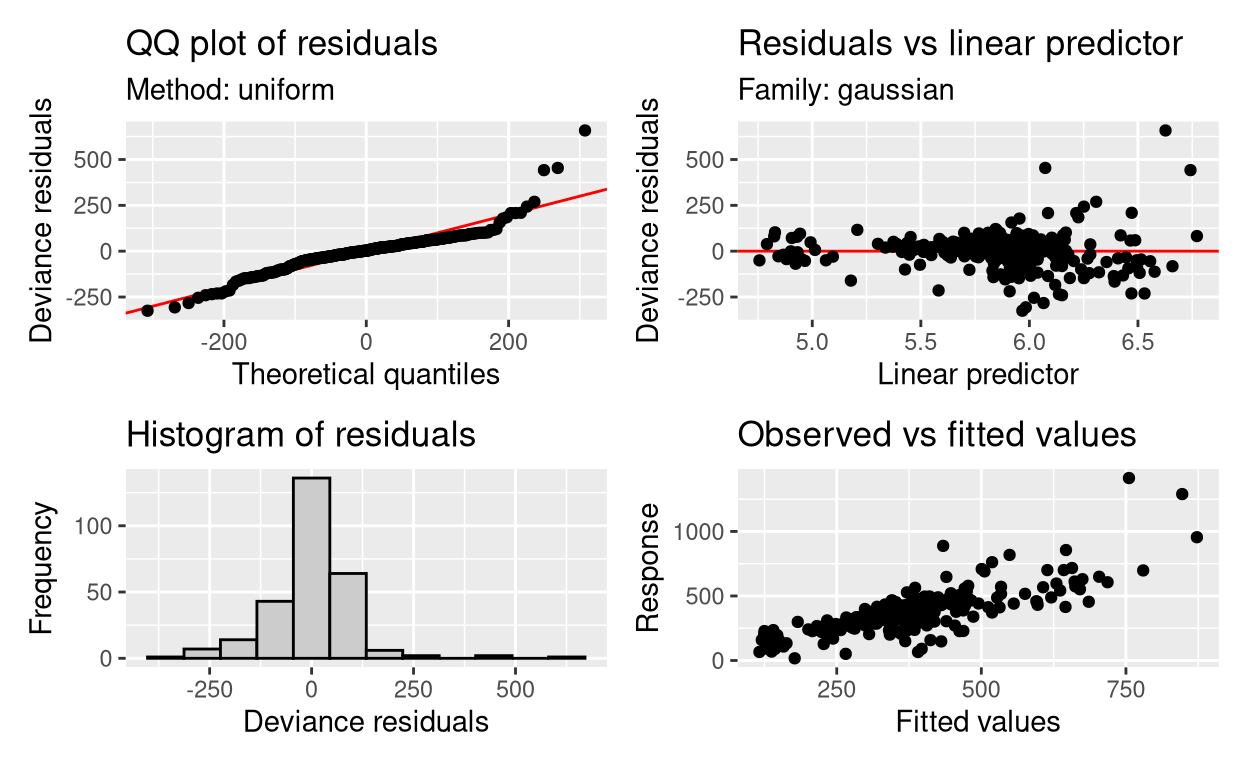 QQ plot of residuals
Method: uniform
Deviance residuals
500
250
0
-250
-200
0
200
Theoretical quantiles
Residuals vs linear predictor
Family: gaussian
Deviance residuals
500
250
0
-250
5.0
5.5
6.0
6.5
Linear predictor
Histogram of residuals
Frequency
100
50
0
-250
0
250
500
Deviance residuals
Observed vs fitted values
Response
1000
500
0
250
500
750
Fitted values